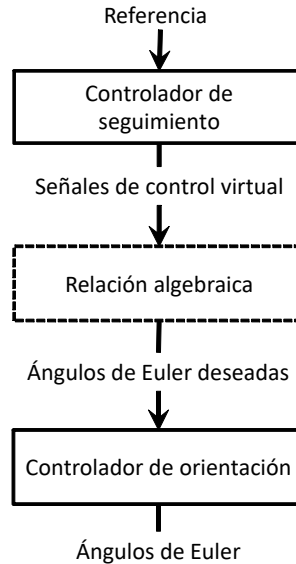 Referencia
Controlador de
seguimiento
Señales de control virtual
Relación algebraica
Ángulos de Euler deseadas
Controlador de orientación
Ángulos de Euler